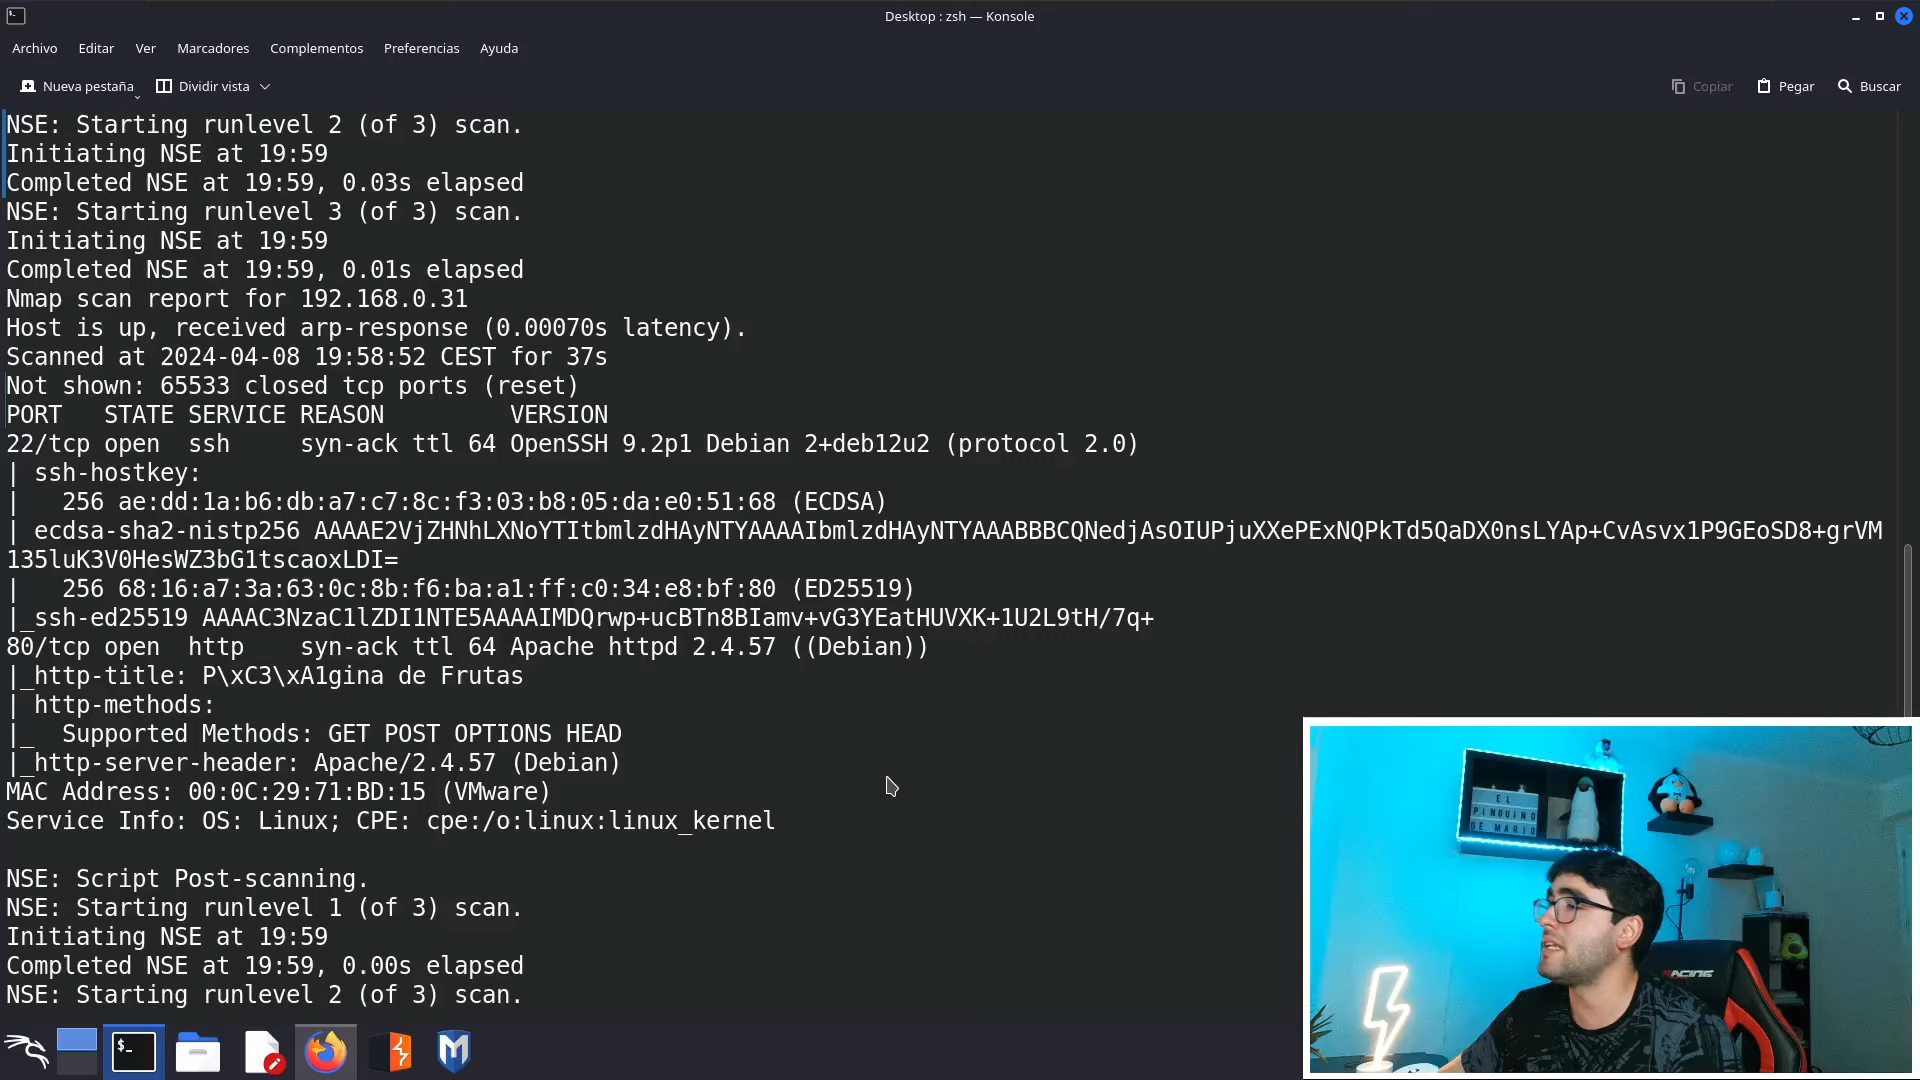 Desktop : zsh — Konsole
Archivo Editar Ver Marcadores Complementos Preferencias Ayuda
Nueva pestaña Dividir vista Copiar Pegar Buscar
NSE: Starting runlevel 2 (of 3) scan.
Initiating NSE at 19:59
Completed NSE at 19:59, 0.03s elapsed
NSE: Starting runlevel 3 (of 3) scan.
Initiating NSE at 19:59
Completed NSE at 19:59, 0.01s elapsed
Nmap scan report for 192.168.0.31
Host is up, received arp-response (0.00070s latency).
Scanned at 2024-04-08 19:58:52 CEST for 37s
Not shown: 65533 closed tcp ports (reset)
PORT   STATE SERVICE REASON         VERSION
22/tcp open  ssh     syn-ack ttl 64 OpenSSH 9.2p1 Debian 2+deb12u2 (protocol 2.0)
| ssh-hostkey:
|   256 ae:dd:1a:b6:db:a7:c7:8c:f3:03:b8:05:da:e0:51:68 (ECDSA)
| ecdsa-sha2-nistp256 AAAAE2VjZHNhLXNoYTItbmlzdHAyNTYAAAAIbmlzdHAyNTYAAABBBCQNedjAsOIUPjuXXePExNQPkTd5QaDX0nsLYAp+CvAsvx1P9GEoSD8+grVM
135luK3V0HesWZ3bG1tscaoxLDI=
|   256 68:16:a7:3a:63:0c:8b:f6:ba:a1:ff:c0:34:e8:bf:80 (ED25519)
|_ssh-ed25519 AAAAC3NzaC1lZDI1NTE5AAAAIMDQrwp+ucBTn8BIamv+vG3YEatHUVXK+1U2L9tH/7q+
80/tcp open  http    syn-ack ttl 64 Apache httpd 2.4.57 ((Debian))
|_http-title: P\xC3\xA1gina de Frutas
| http-methods:
|_  Supported Methods: GET POST OPTIONS HEAD
|_http-server-header: Apache/2.4.57 (Debian)
MAC Address: 00:0C:29:71:BD:15 (VMware)
Service Info: OS: Linux; CPE: cpe:/o:linux:linux_kernel
NSE: Script Post-scanning.
NSE: Starting runlevel 1 (of 3) scan.
Initiating NSE at 19:59
Completed NSE at 19:59, 0.00s elapsed
NSE: Starting runlevel 2 (of 3) scan.
EL
PINGUINO
DE MARIO
RACING